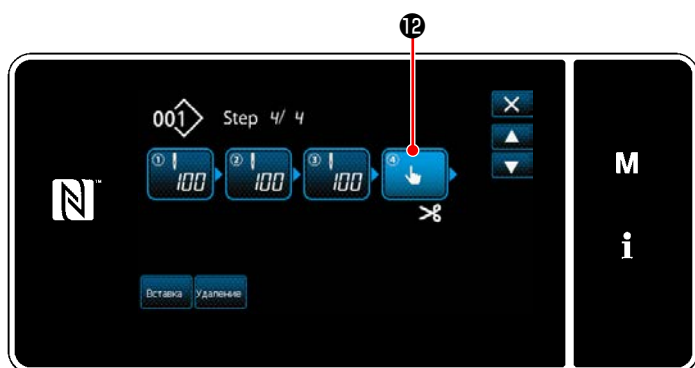 ⓬
001 Step 4/ 4
① 100 ② 100 ③ 100 ④
M
i
Вставка Удаление